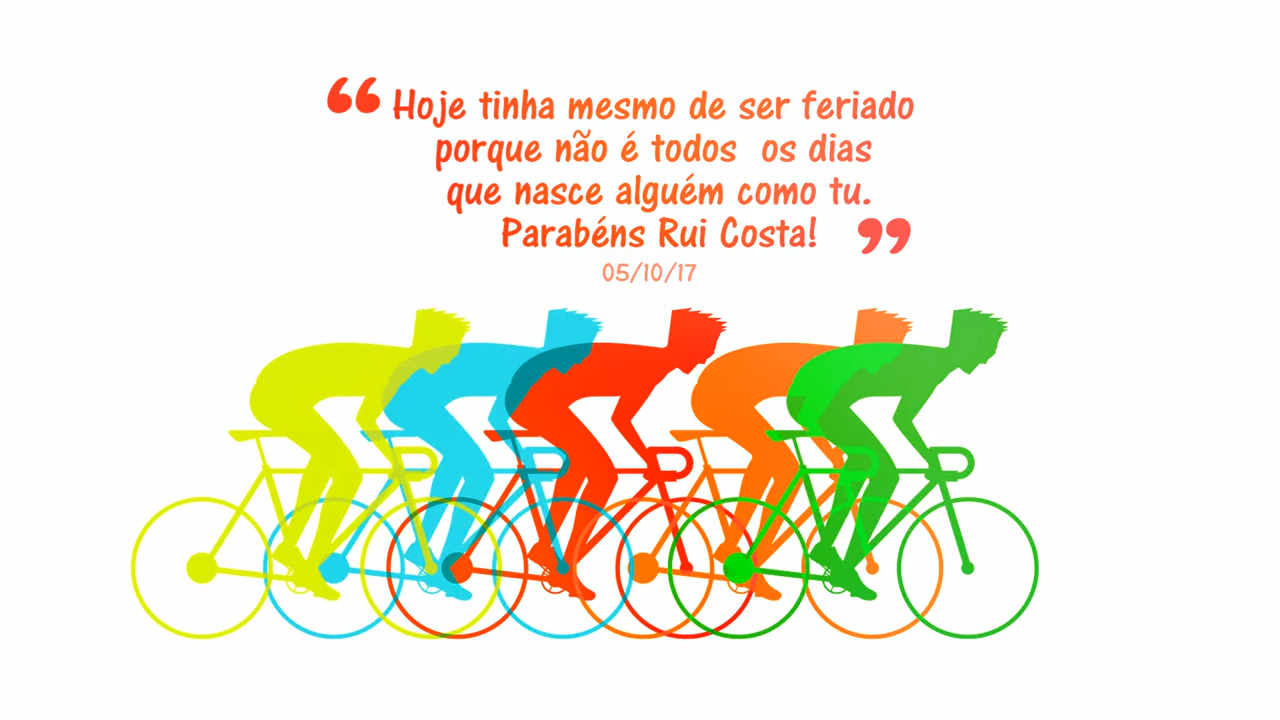 “ Hoje tinha mesmo de ser feriado
porque não é todos os dias
que nasce alguém como tu.
Parabéns Rui Costa! ”
05/10/17